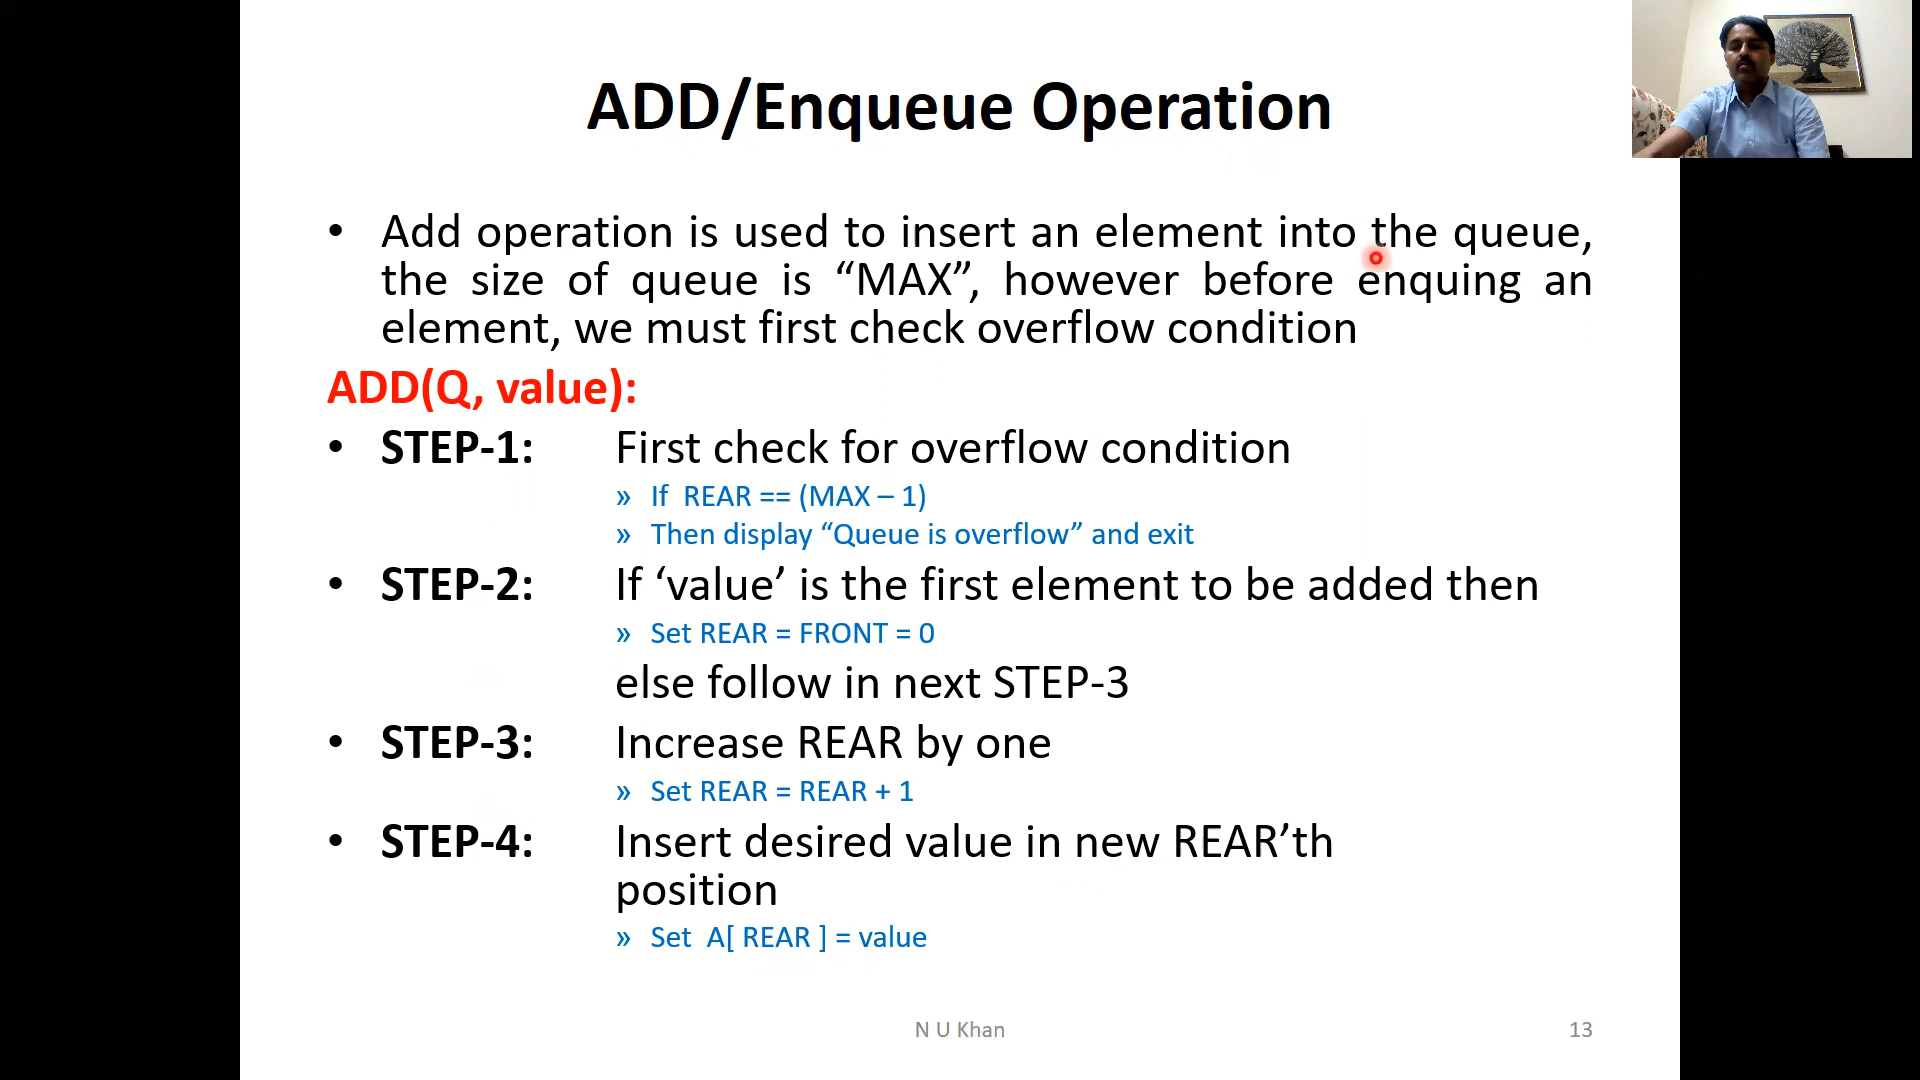 ADD/Enqueue Operation
• Add operation is used to insert an element into the queue,
the size of queue is “MAX”, however before enquing an
element, we must first check overflow condition
ADD(Q, value):
• STEP-1: First check for overflow condition
» If REAR == (MAX – 1)
» Then display “Queue is overflow” and exit
• STEP-2: If ‘value’ is the first element to be added then
» Set REAR = FRONT = 0
else follow in next STEP-3
• STEP-3: Increase REAR by one
» Set REAR = REAR + 1
• STEP-4: Insert desired value in new REAR’th
position
» Set A[ REAR ] = value
N U Khan
13